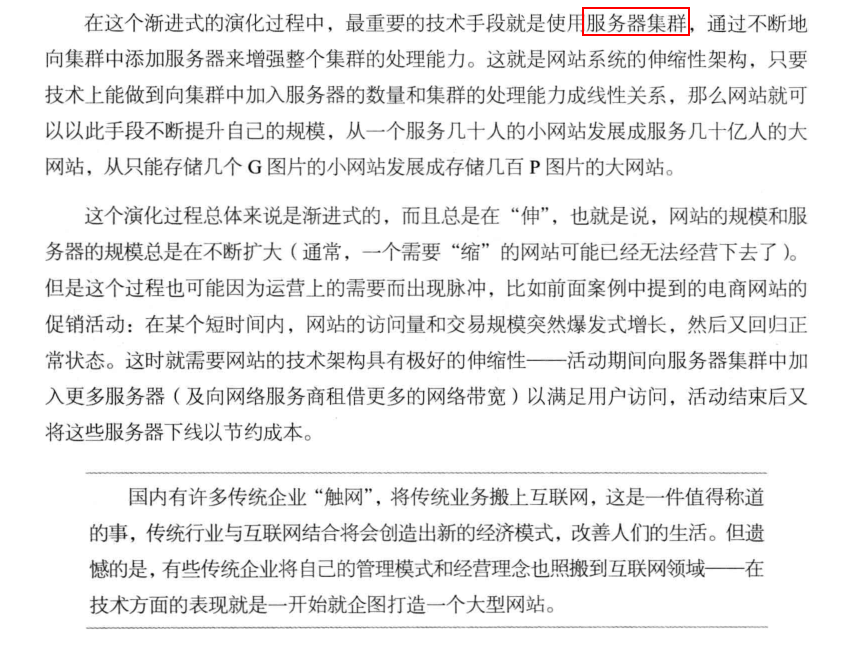 在这个渐进式的演化过程中，最重要的技术手段就是使用服务器集群，通过不断地
向集群中添加服务器来增强整个集群的处理能力。这就是网站系统的伸缩性架构，只要
技术上能做到向集群中加入服务器的数量和集群的处理能力成线性关系，那么网站就可
以以此手段不断提升自己的规模，从一个服务几十人的小网站发展成服务几十亿人的大
网站，从只能存储几个 G 图片的小网站发展成存储几百 P 图片的大网站。
这个演化过程总体来说是渐进式的，而且总是在“伸”，也就是说，网站的规模和服
务器的规模总是在不断扩大（通常，一个需要“缩”的网站可能已经无法经营下去了）。
但是这个过程也可能因为运营上的需要而出现脉冲，比如前面案例中提到的电商网站的
促销活动：在某个短时间内，网站的访问量和交易规模突然爆发式增长，然后又回归正
常状态。这时就需要网站的技术架构具有极好的伸缩性——活动期间向服务器集群中加
入更多服务器（及向网络服务商租借更多的网络带宽）以满足用户访问，活动结束后又
将这些服务器下线以节约成本。
国内有许多传统企业“触网”，将传统业务搬上互联网，这是一件值得称道
的事，传统行业与互联网结合将会创造出新的经济模式，改善人们的生活。但遗
憾的是，有些传统企业将自己的管理模式和经营理念也照搬到互联网领域——在
技术方面的表现就是一开始就企图打造一个大型网站。